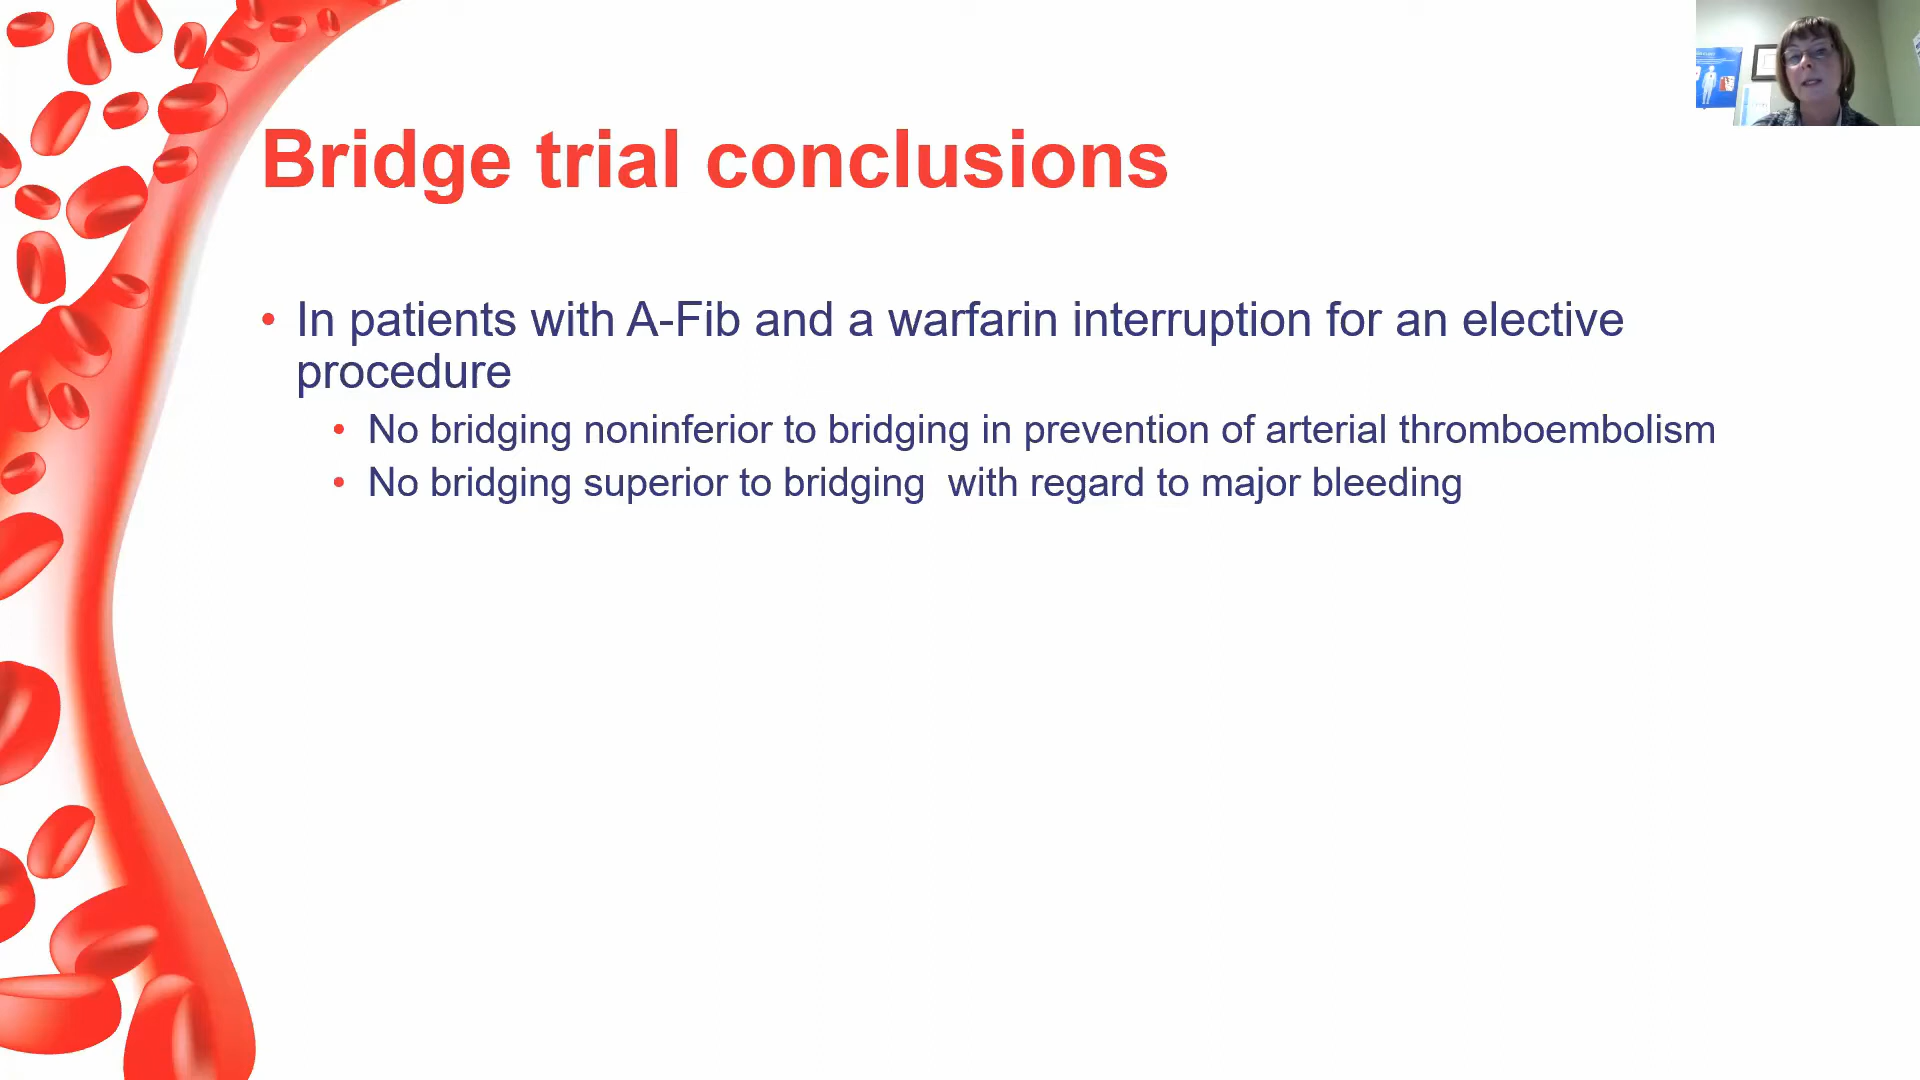 Bridge trial conclusions
• In patients with A-Fib and a warfarin interruption for an elective
procedure
• No bridging noninferior to bridging in prevention of arterial thromboembolism
• No bridging superior to bridging  with regard to major bleeding